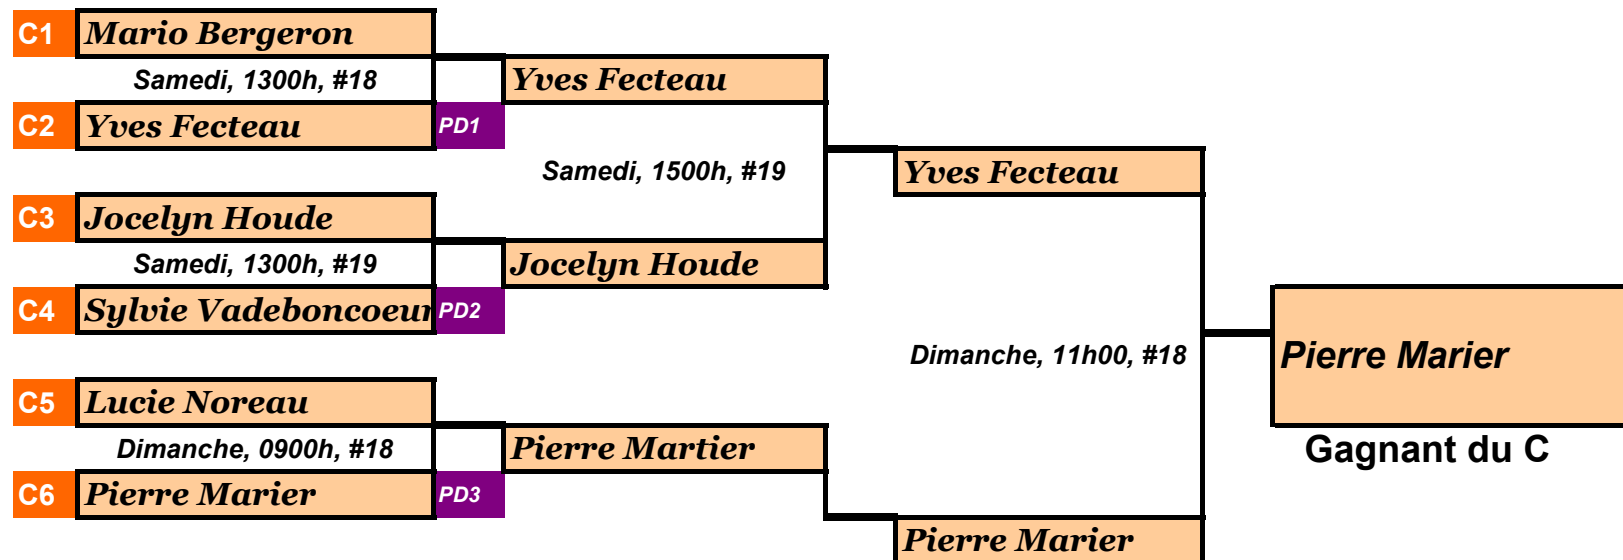 C1 Mario Bergeron
Samedi, 1300h, #18
Yves Fecteau
C2 Yves Fecteau PD1
Samedi, 1500h, #19
Yves Fecteau
C3 Jocelyn Houde
Samedi, 1300h, #19
Jocelyn Houde
C4 Sylvie Vadeboncoeur PD2
Dimanche, 11h00, #18
Pierre Marier
C5 Lucie Noreau
Dimanche, 0900h, #18
Pierre Martier
Gagnant du C
C6 Pierre Marier PD3
Pierre Marier